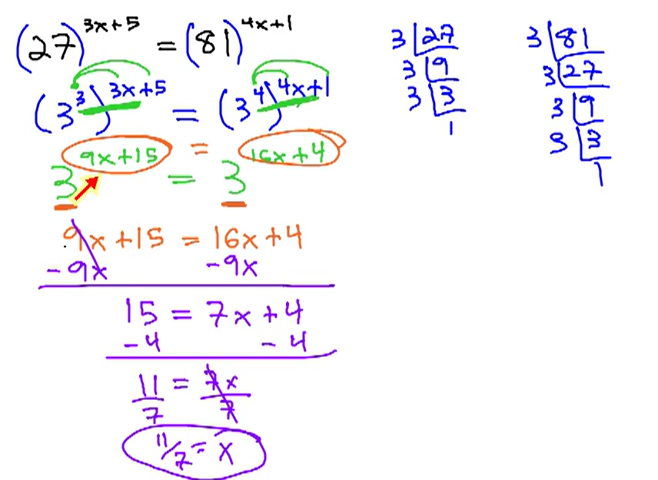 (27)^3x+5 = (81)^4x+1
(3^3)^3x+5 = (3^4)^4x+1
3^9x+15 = 3^16x+4
=
9x+15 = 16x+4
-9x -9x
15 = 7x+4
-4 -4
11/7 = 7x/7
11/7 = x
3 27
3 9
3 3
1
3 81
3 27
3 9
3 3
1